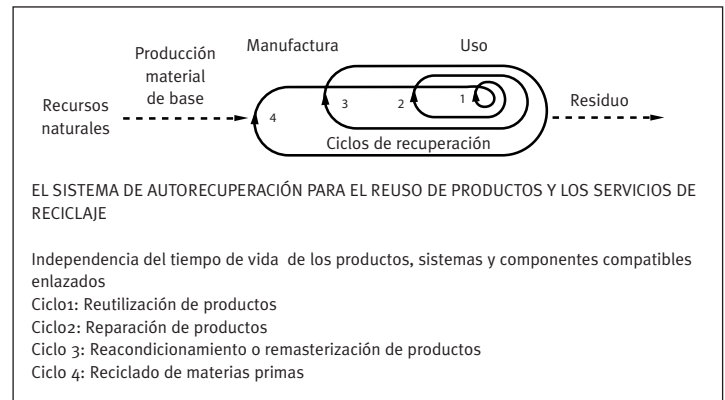 Producción
material
de base
Manufactura
Uso
Recursos
naturales
4
3
2
1
Residuo
Ciclos de recuperación
EL SISTEMA DE AUTORECUPERACIÓN PARA EL REUSO DE PRODUCTOS Y LOS SERVICIOS DE
RECICLAJE
Independencia del tiempo de vida de los productos, sistemas y componentes compatibles
enlazados
Ciclo1: Reutilización de productos
Ciclo2: Reparación de productos
Ciclo 3: Reacondicionamiento o remasterización de productos
Ciclo 4: Reciclado de materias primas